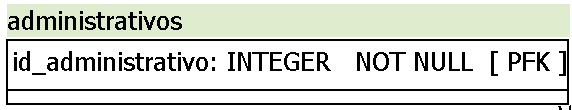 administrativos
id_administrativo: INTEGER NOT NULL [ PFK ]